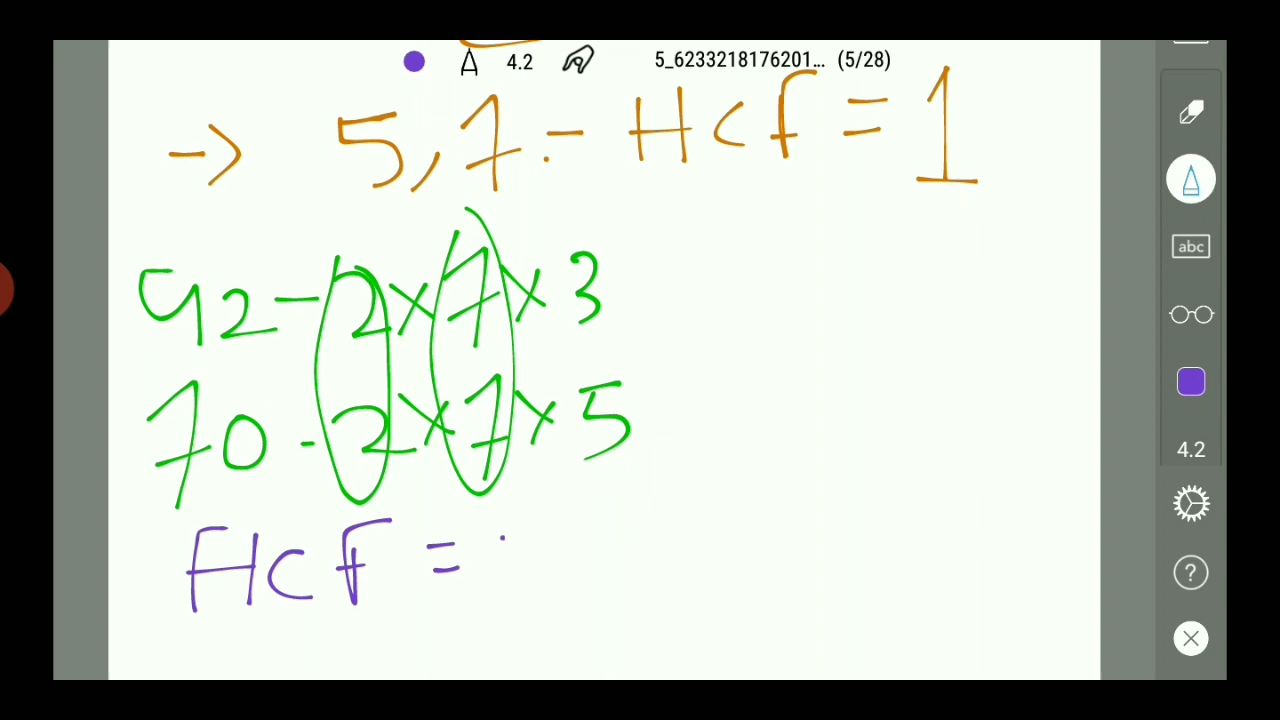 4.2 5_6233218176201... (5/28)
→ 5,7 - HCF = 1
abc
42 - 2 × 7 × 3
70 - 2 × 7 × 5
4.2
HCF =
?